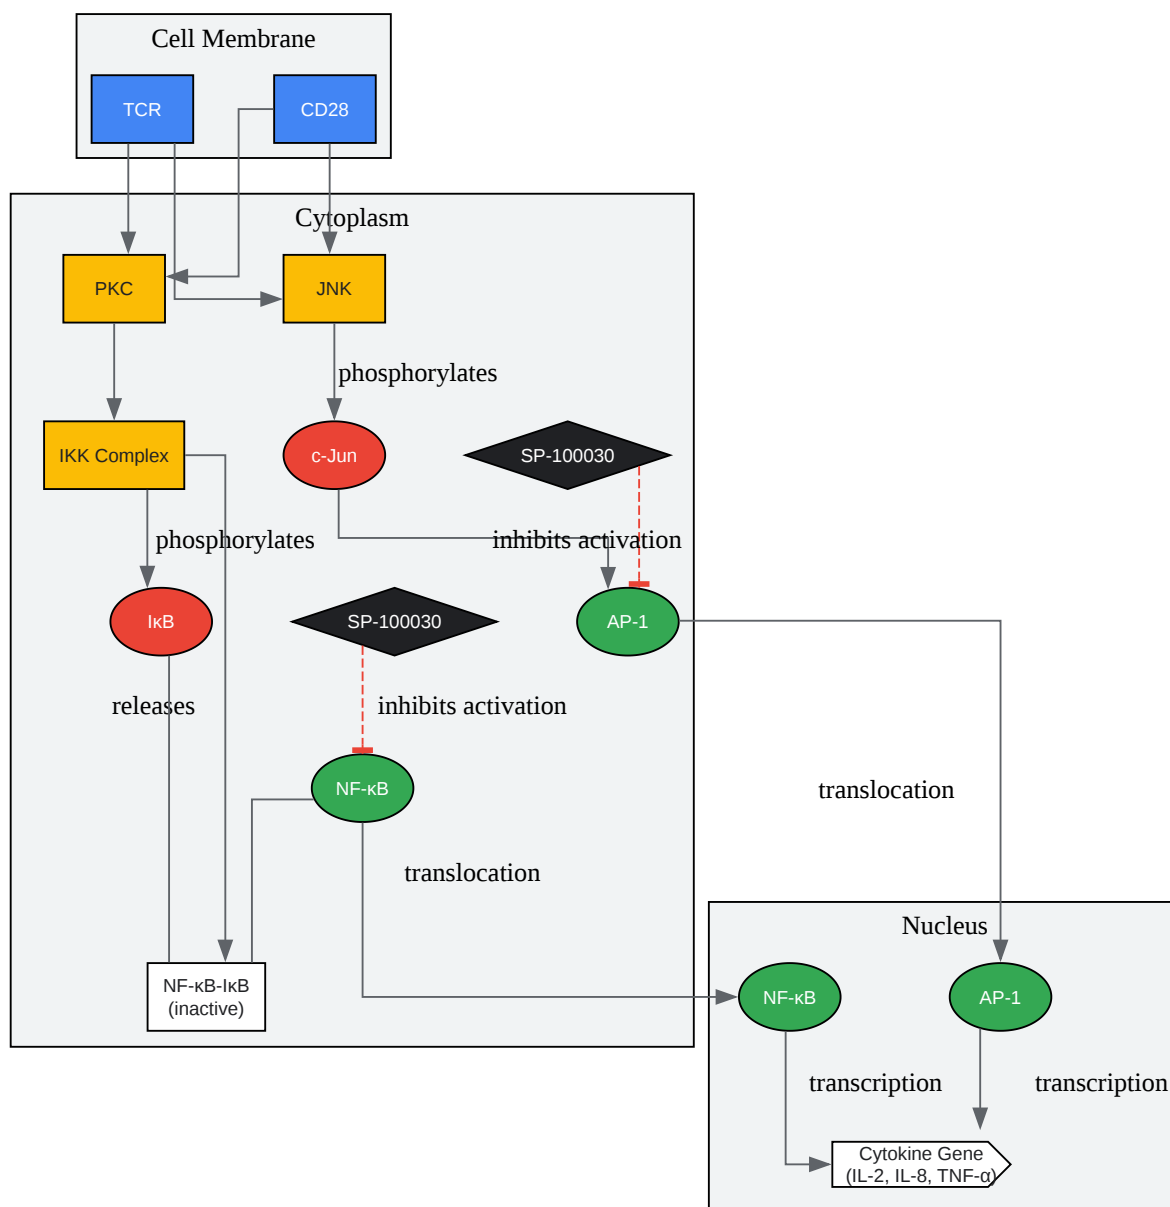 Cell Membrane
TCR
CD28
Cytoplasm
PKC
JNK
phosphorylates
IKK Complex
c-Jun
SP-100030
phosphorylates
inhibits activation
IκB
SP-100030
AP-1
releases
inhibits activation
NF-κB
translocation
translocation
Nucleus
NF-κB-IκB
(inactive)
NF-κB
AP-1
transcription
transcription
Cytokine Gene
(IL-2, IL-8, TNF-α)